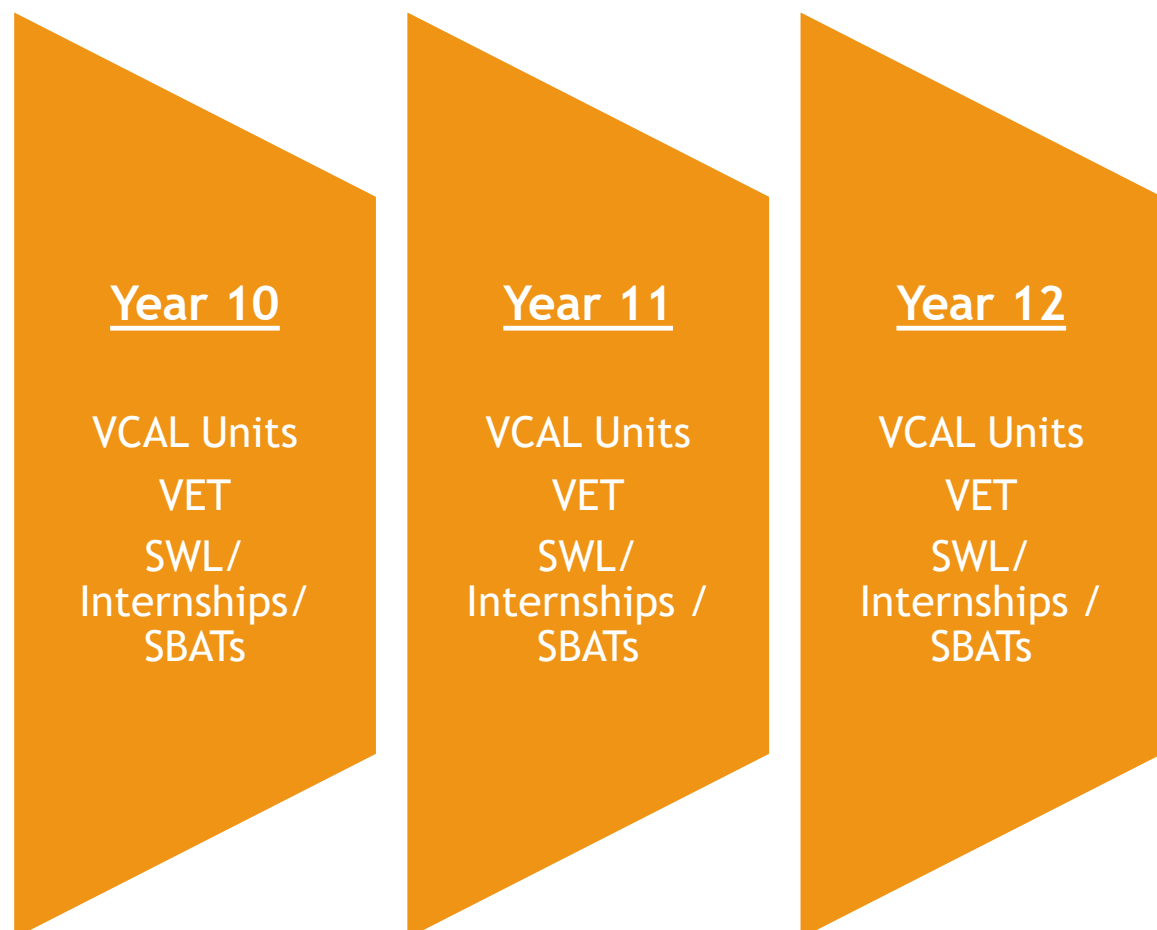 Year 10
VCAL Units
VET
SWL/
Internships/
SBATs
Year 11
VCAL Units
VET
SWL/
Internships /
SBATs
Year 12
VCAL Units
VET
SWL/
Internships /
SBATs